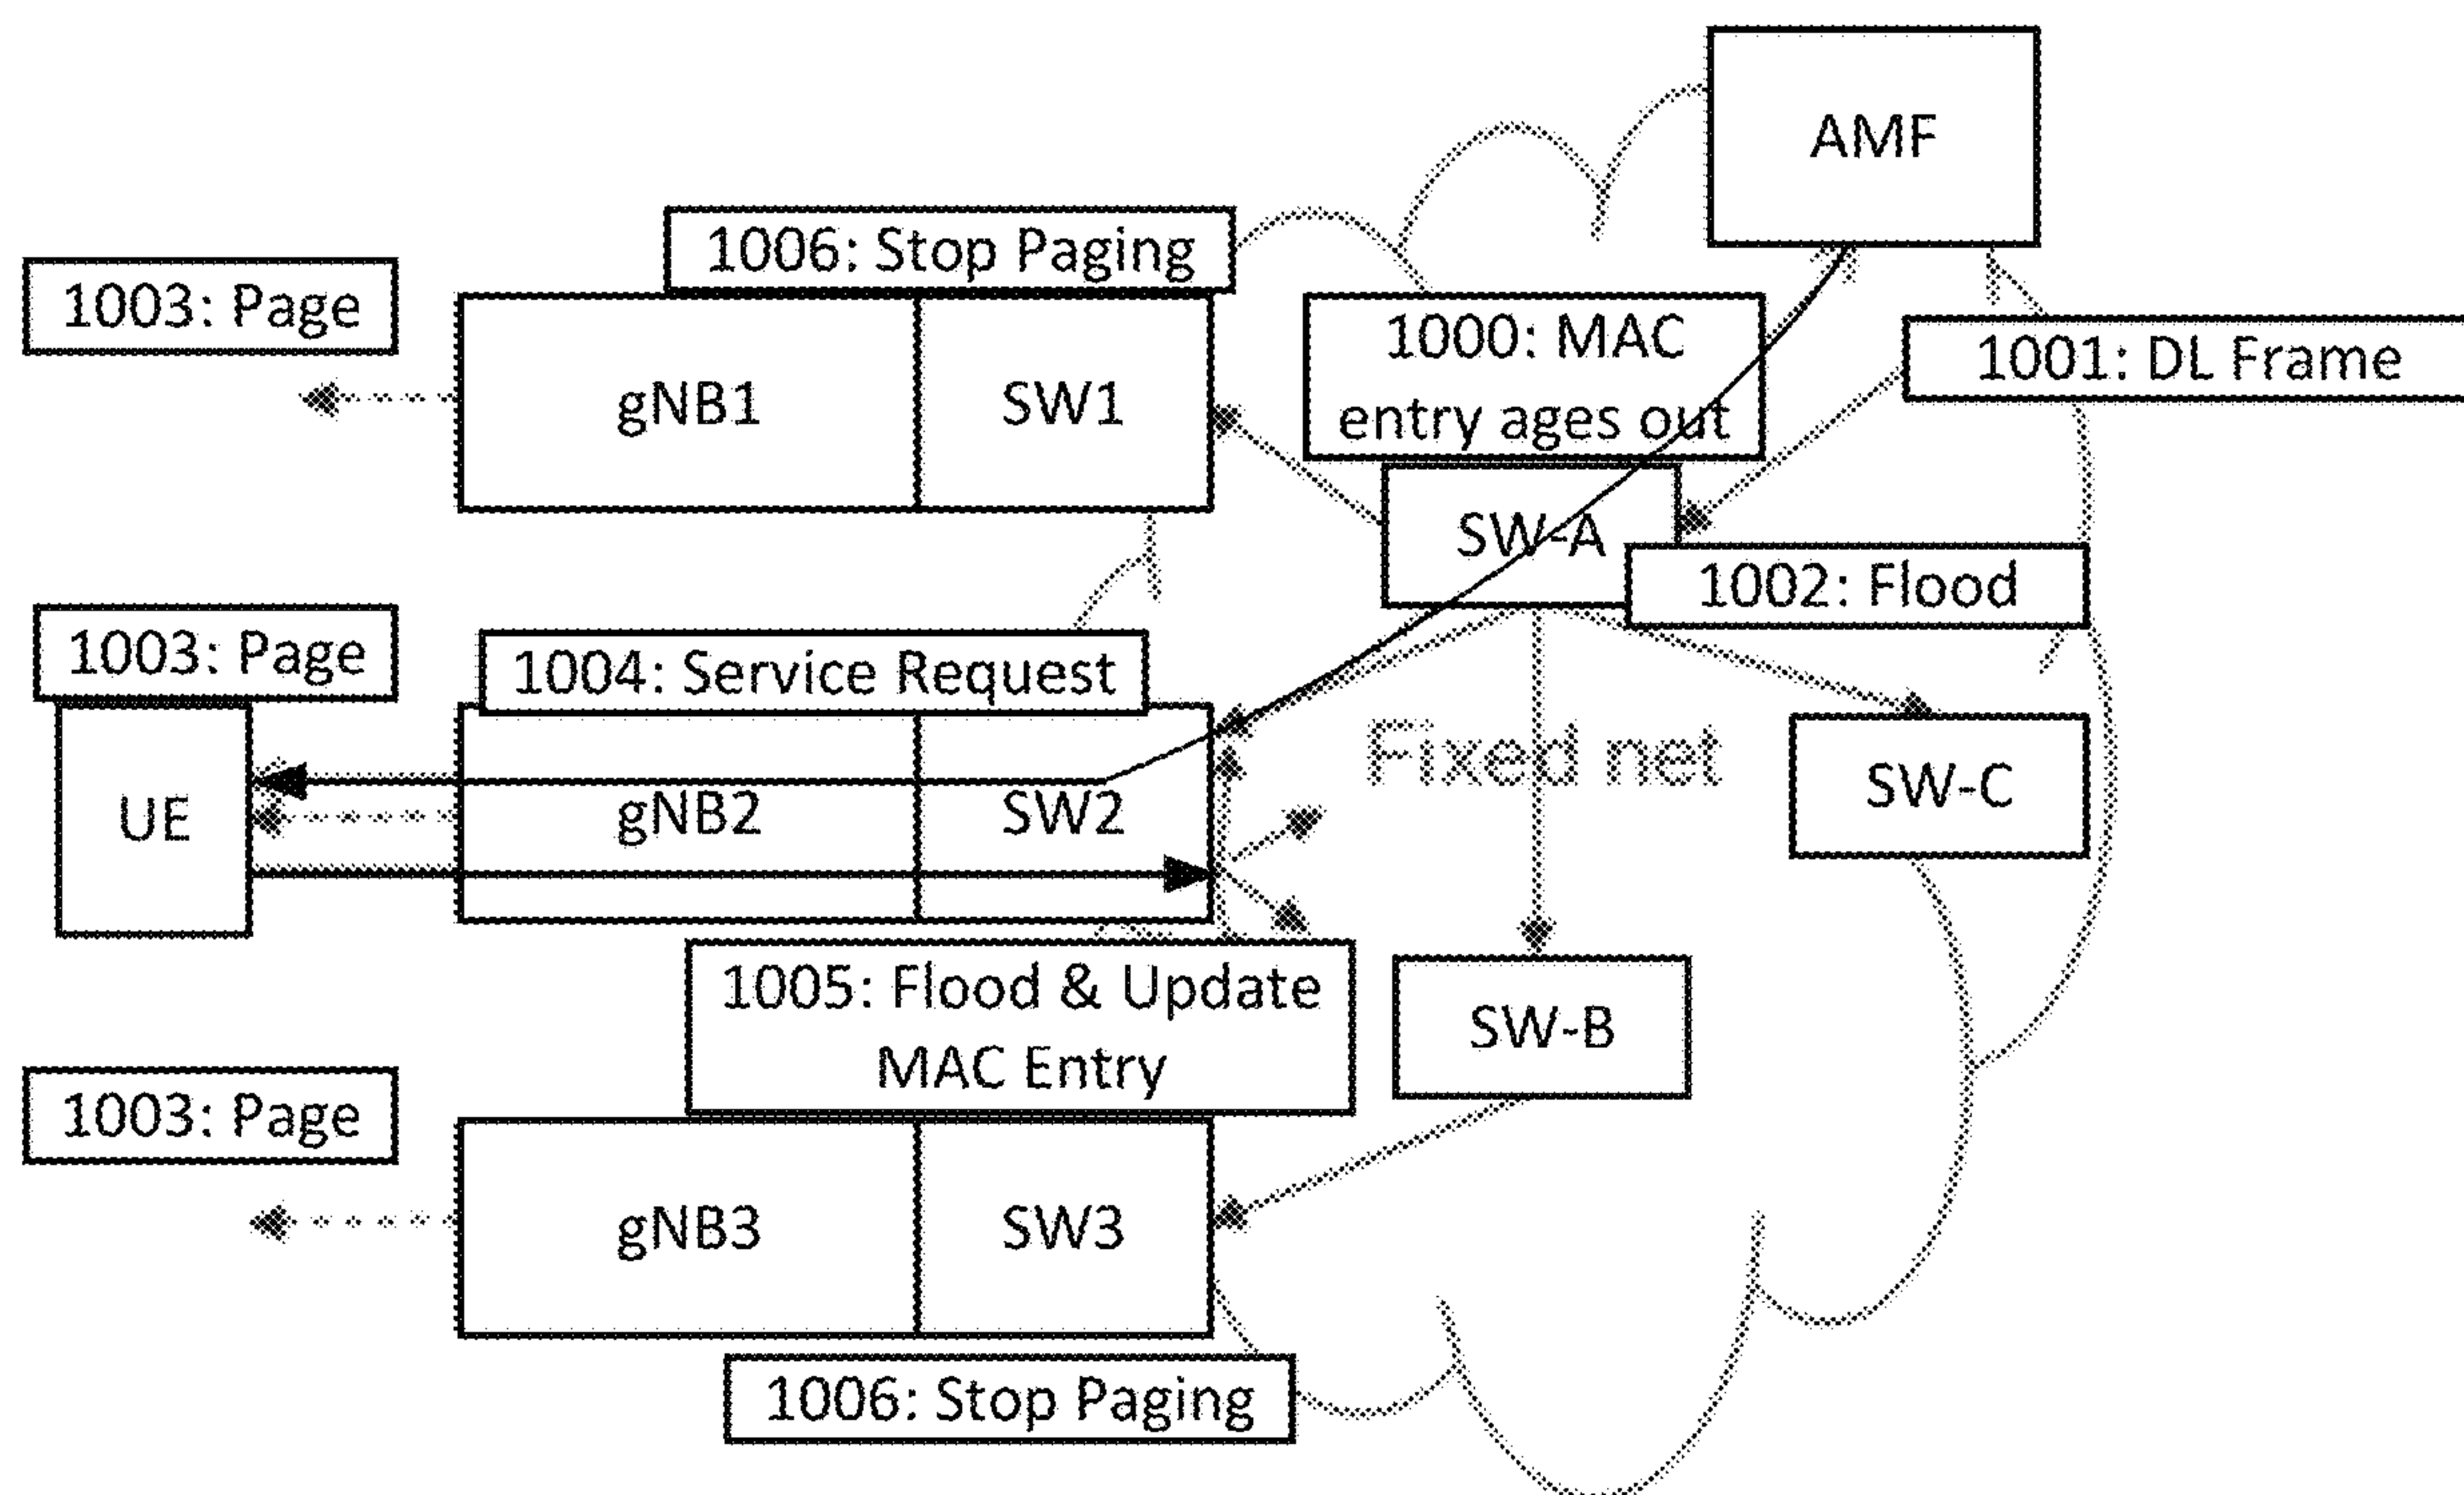 AMF
1006: Stop Paging
1003: Page
1000: MAC
entry ages out
1001: DL Frame
gNB1
SW1
SW-A
1002: Flood
1003: Page
1004: Service Request
Fixed net
UE
gNB2
SW2
SW-C
1005: Flood & Update
MAC Entry
SW-B
1003: Page
gNB3
SW3
1006: Stop Paging